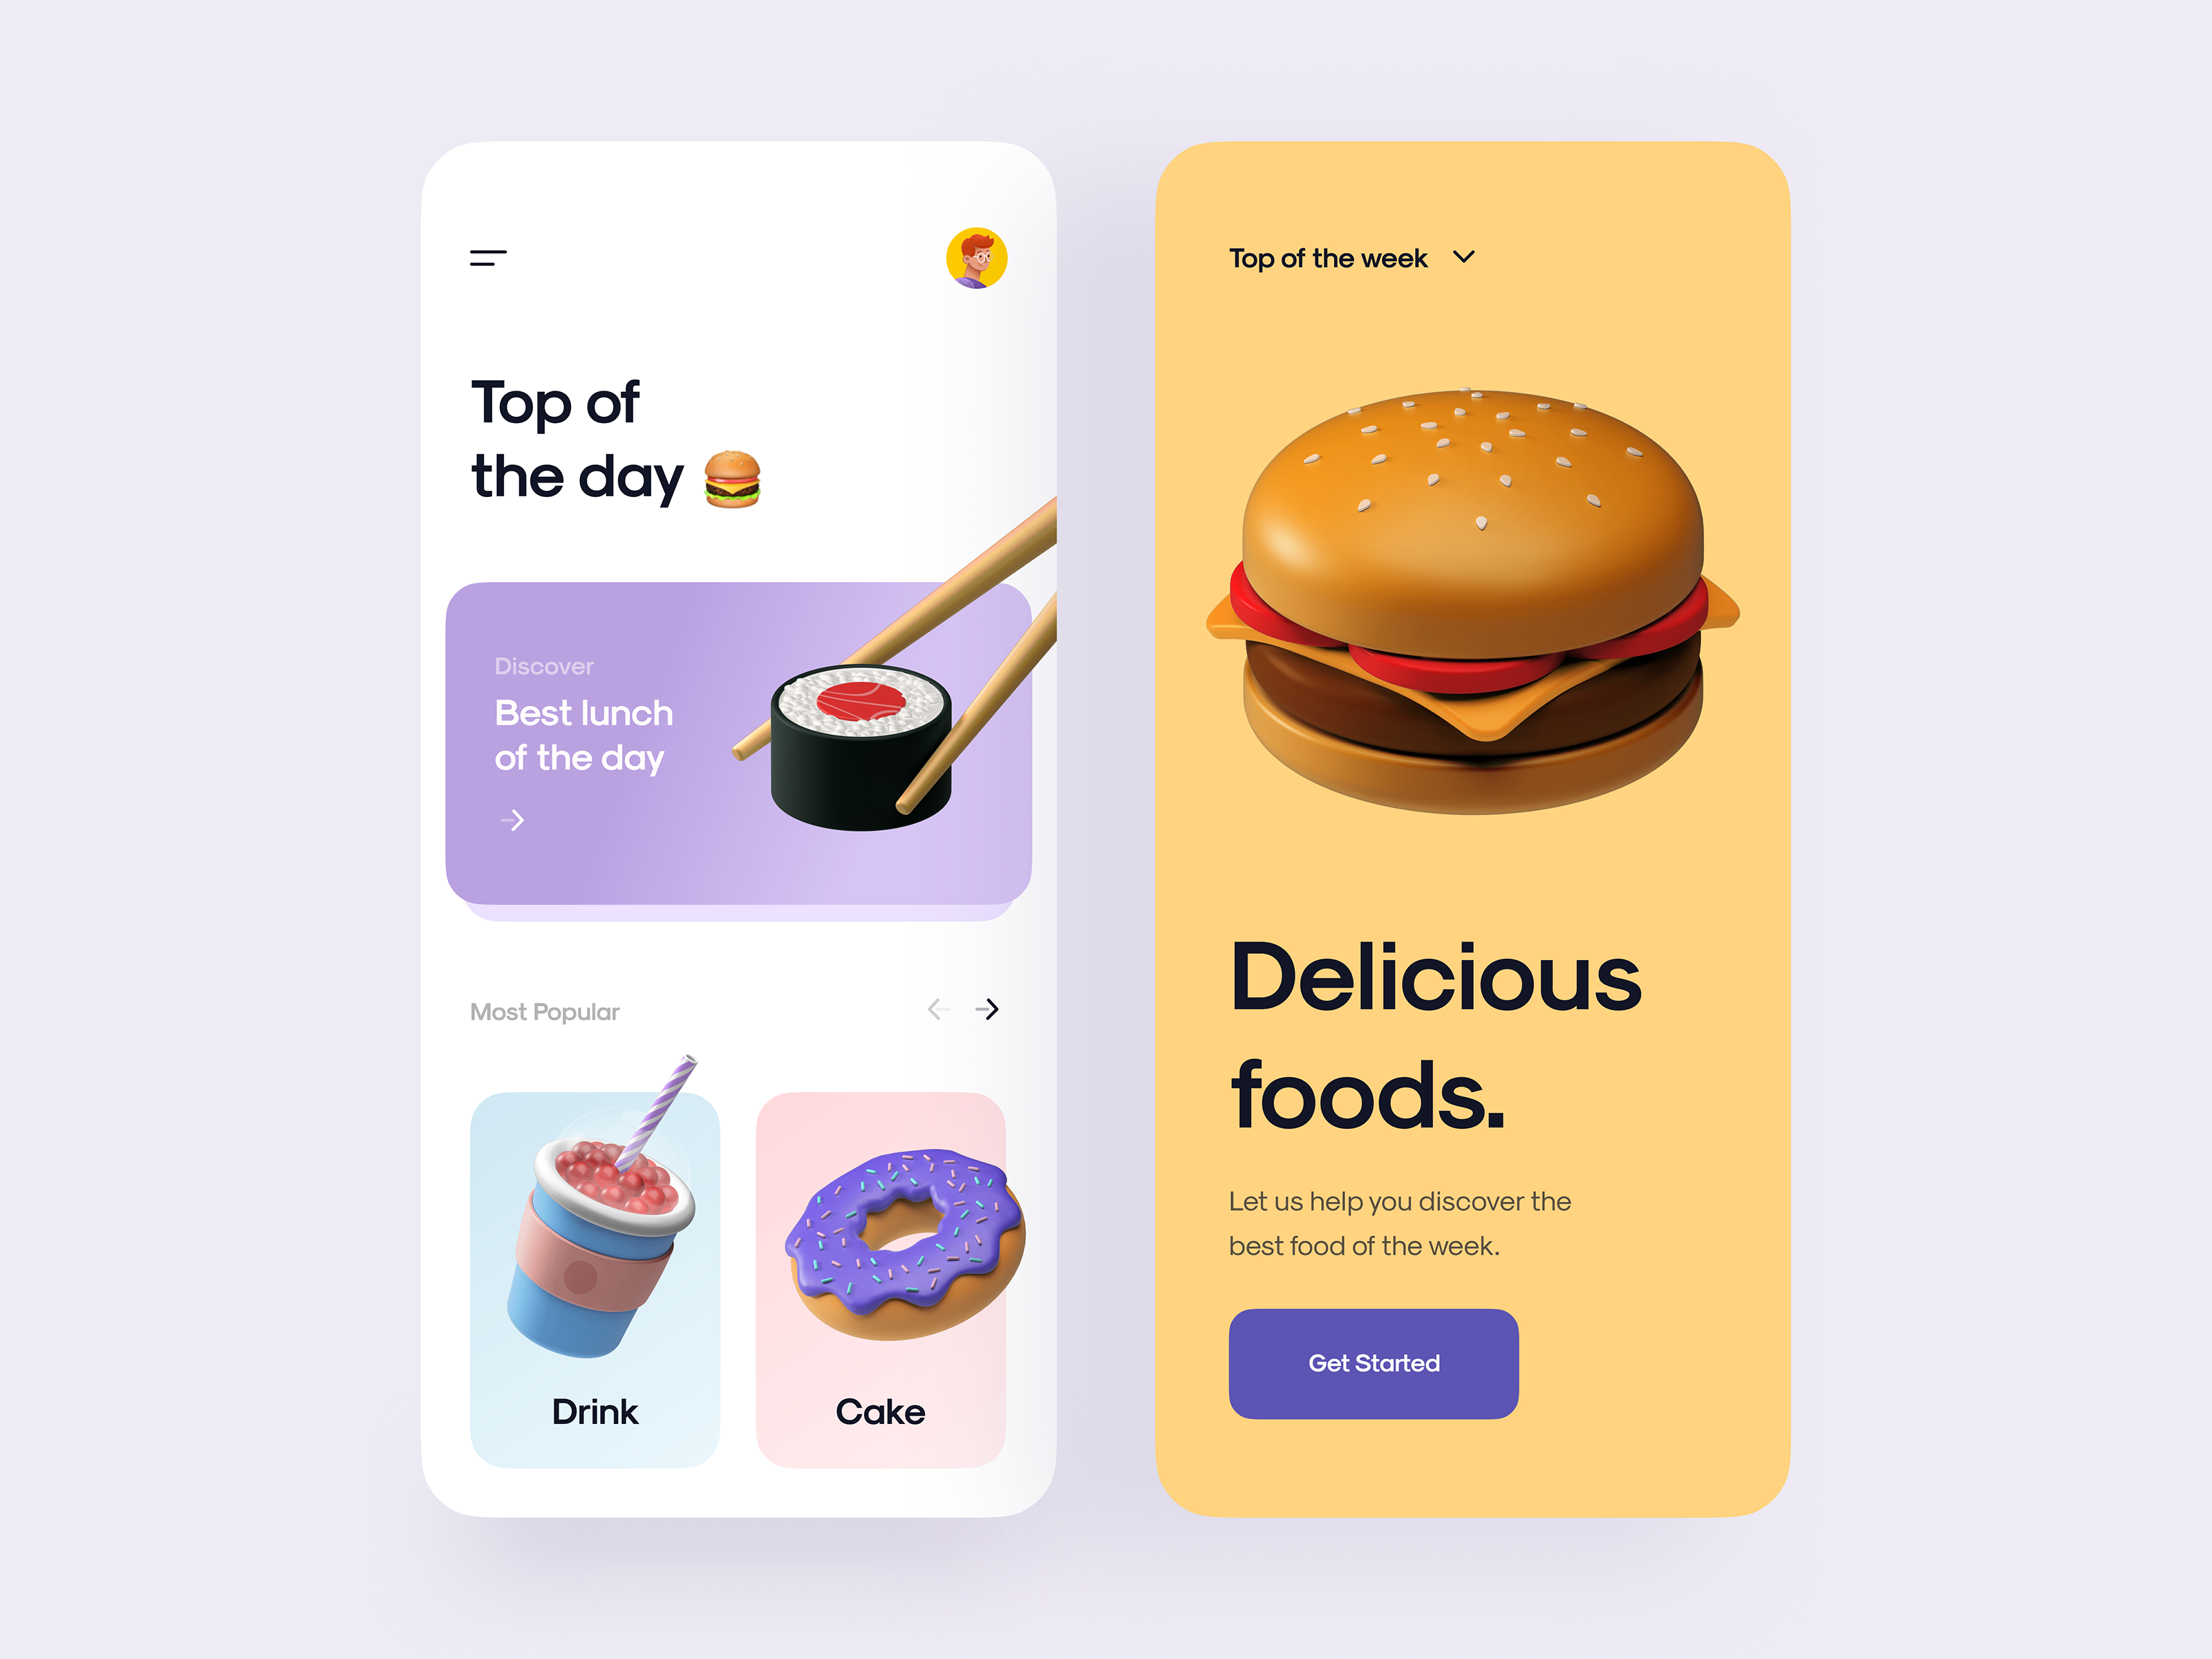 Top of
the day 🍔
Discover
Best lunch
of the day
Most Popular
Drink
Cake
Top of the week
Delicious
foods.
Let us help you discover the
best food of the week.
Get Started